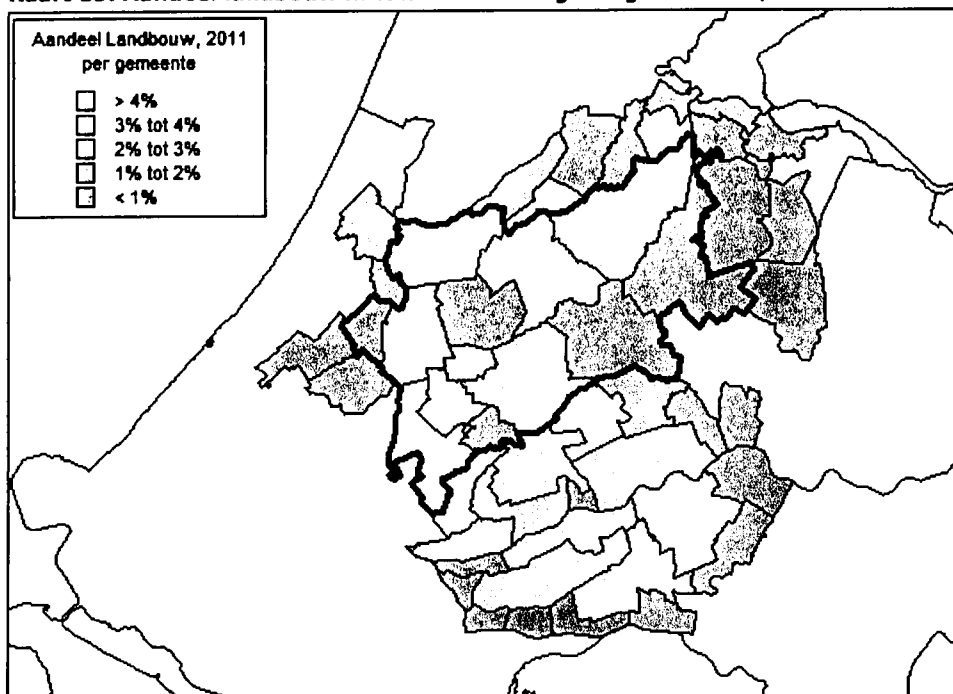 Aandeel Landbouw, 2011
per gemeente
> 4%
3% tot 4%
2% tot 3%
1% tot 2%
< 1%